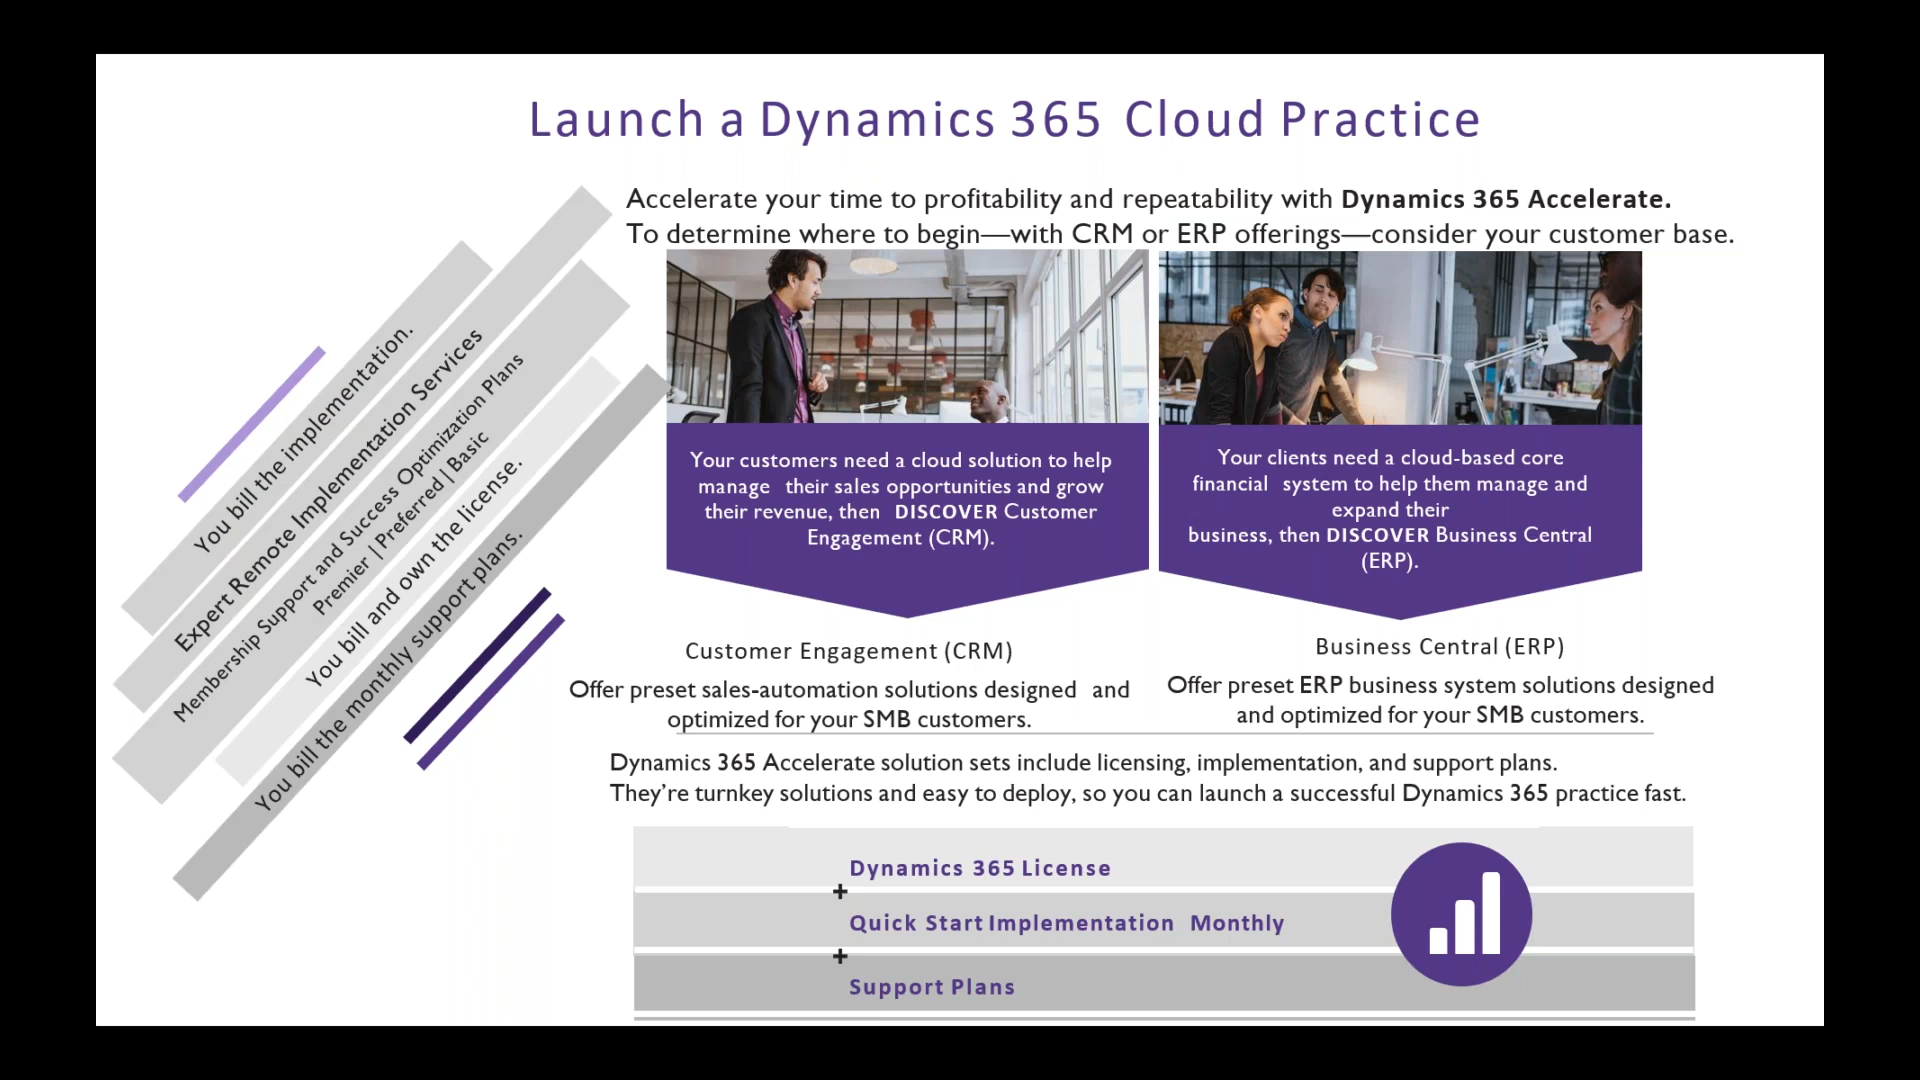 Launch a Dynamics 365 Cloud Practice
Accelerate your time to profitability and repeatability with Dynamics 365 Accelerate.
To determine where to begin—with CRM or ERP offerings—consider your customer base.
You bill the implementation.
Expert Remote Implementation Services
Membership Support and Success Optimization Plans
Premier | Preferred | Basic
You bill and own the license.
You bill the monthly support plans.
Your customers need a cloud solution to help
manage their sales opportunities and grow
their revenue, then DISCOVER Customer
Engagement (CRM).
Your clients need a cloud-based core
financial system to help them manage and
expand their
business, then DISCOVER Business Central
(ERP).
Customer Engagement (CRM)
Offer preset sales-automation solutions designed and
optimized for your SMB customers.
Business Central (ERP)
Offer preset ERP business system solutions designed
and optimized for your SMB customers.
Dynamics 365 Accelerate solution sets include licensing, implementation, and support plans.
They're turnkey solutions and easy to deploy, so you can launch a successful Dynamics 365 practice fast.
Dynamics 365 License
+
Quick Start Implementation Monthly
+
Support Plans